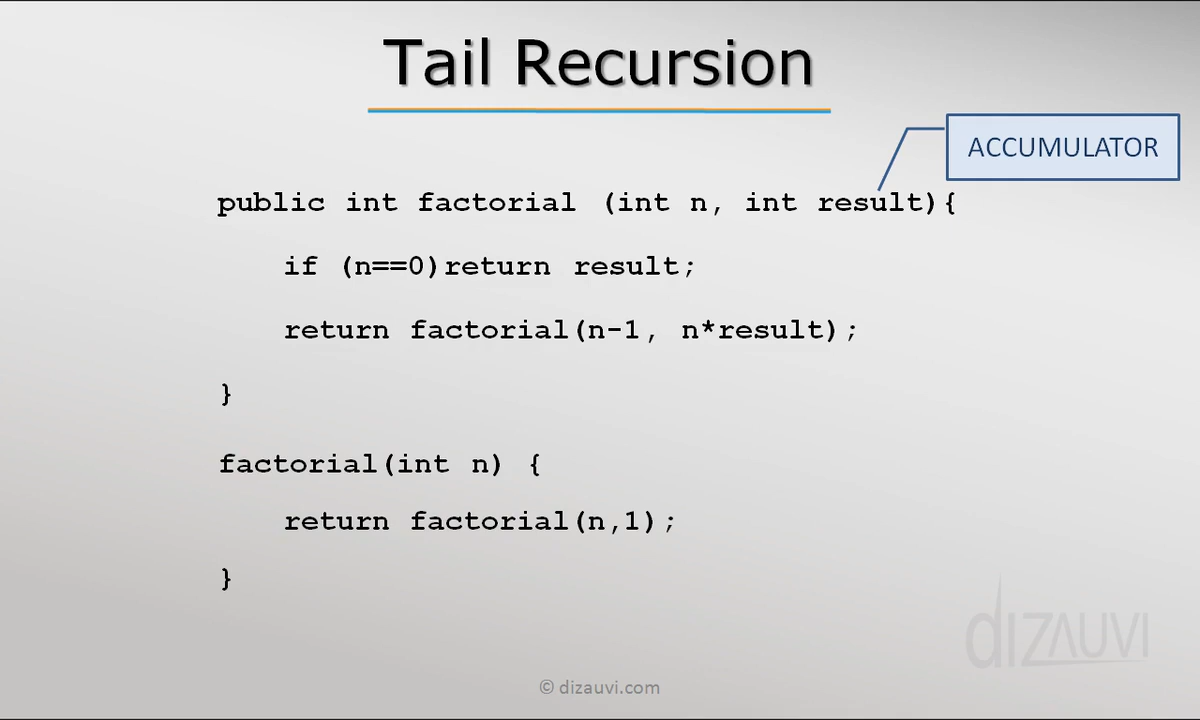 Tail Recursion
ACCUMULATOR
public int factorial (int n, int result){
if (n==0)return result;
return factorial(n-1, n*result);
}
factorial(int n) {
return factorial(n,1);
}
dizauvi
© dizauvi.com